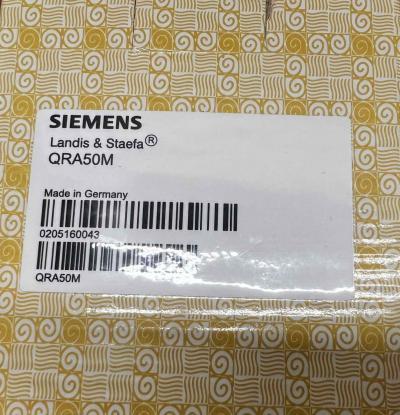 SIEMENS
Landis & Staefa®
QRA50M
Made in Germany
0205160043
QRA50M